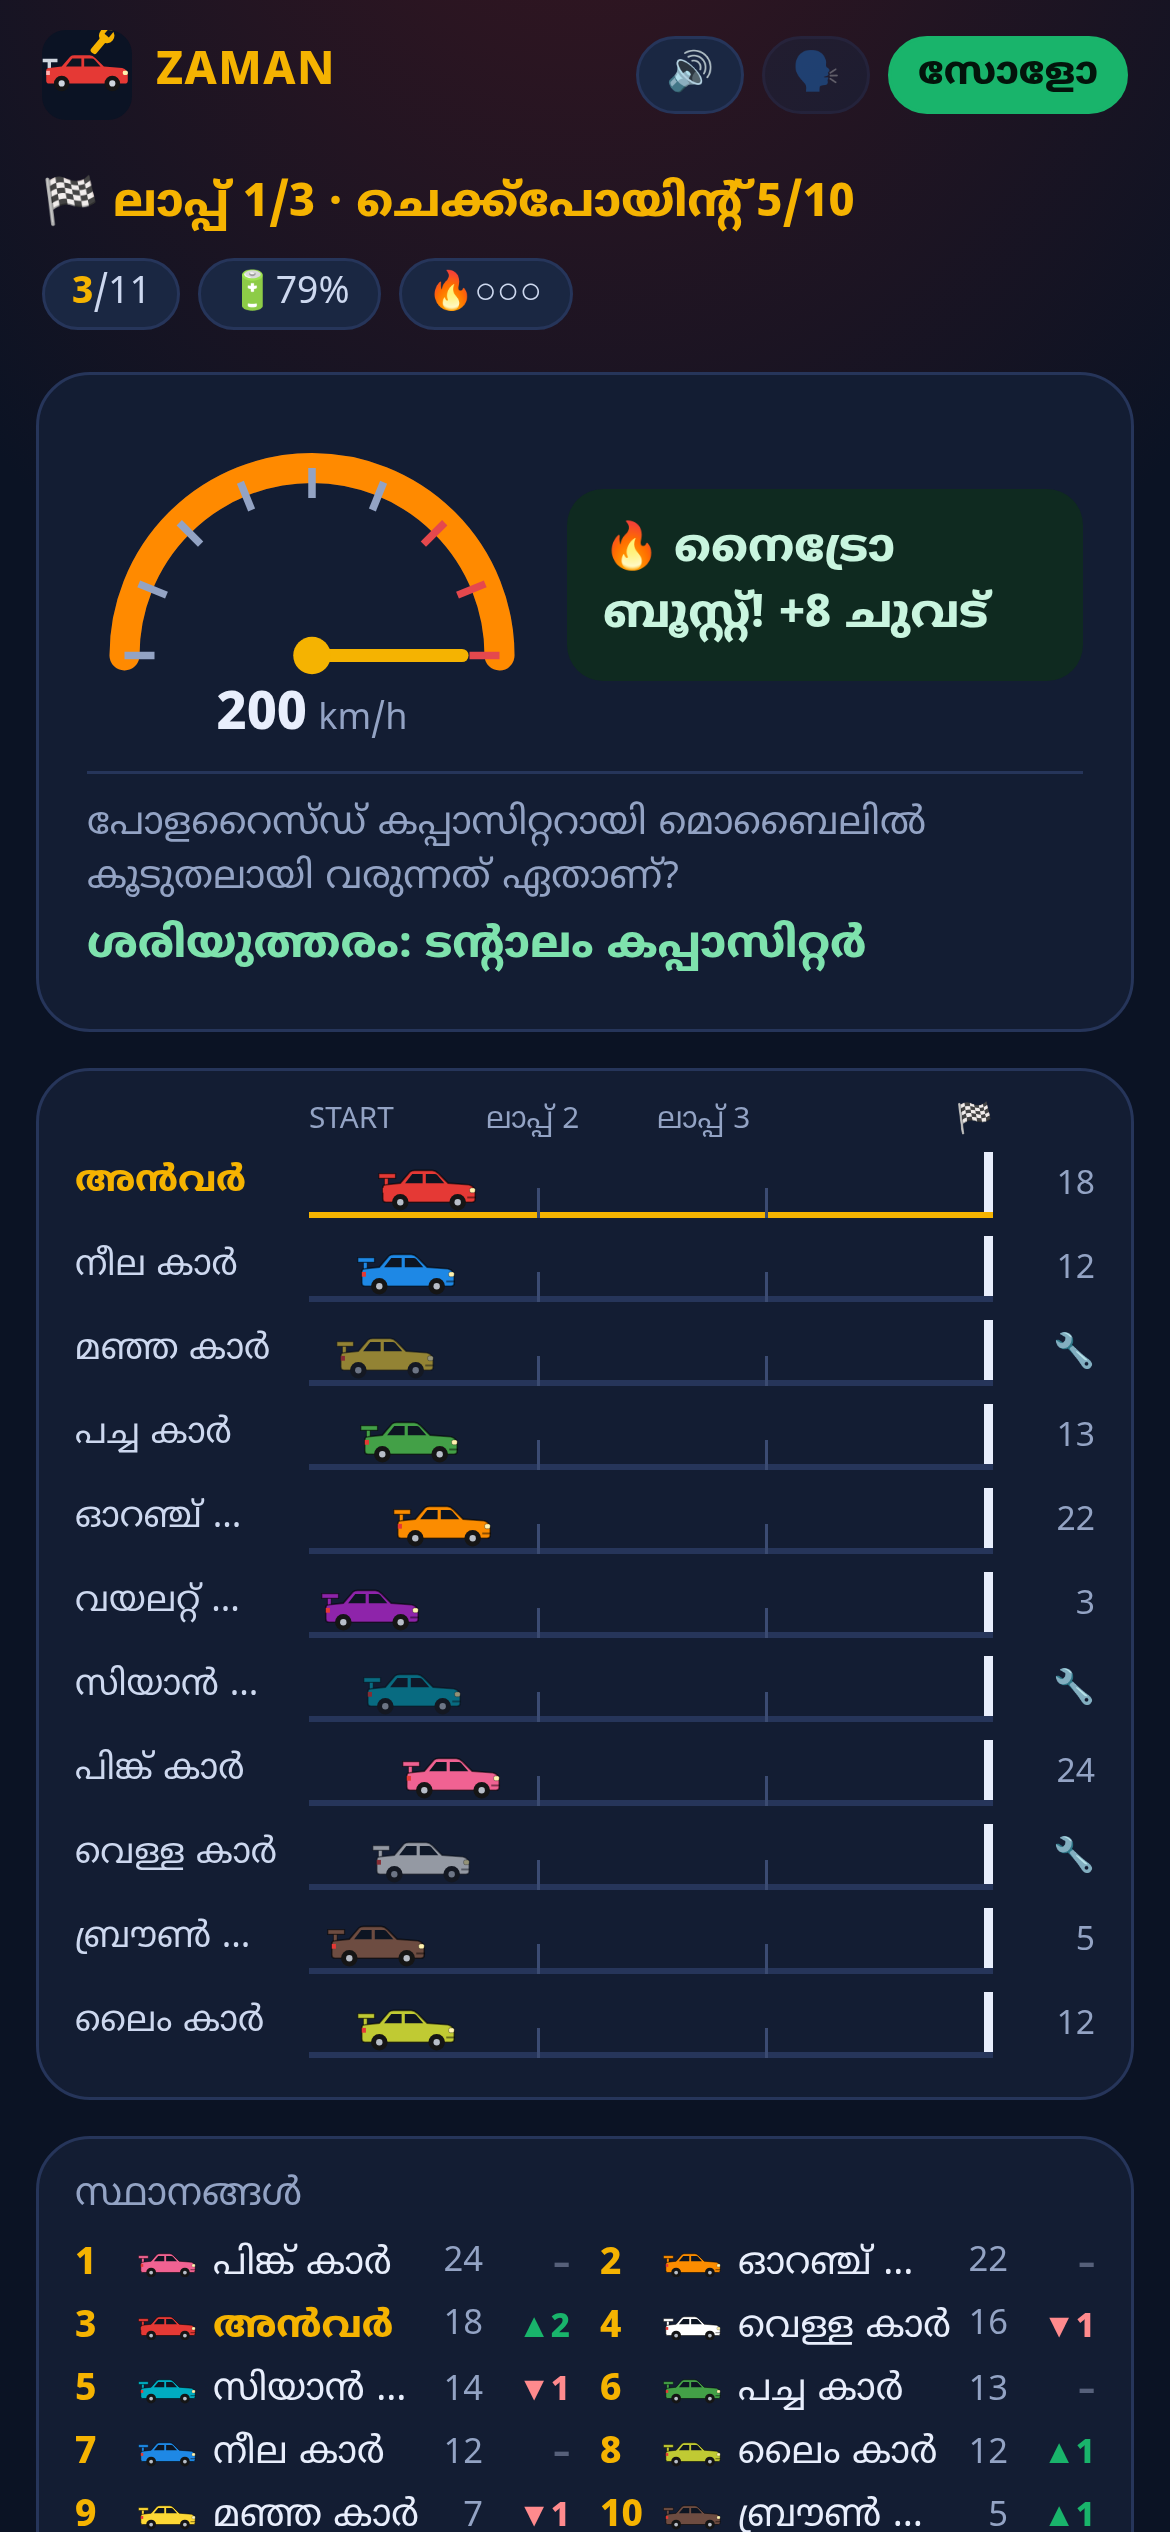 ZAMAN
സോളോ
ലാപ്പ് 1/3 · ചെക്ക്പോയിന്റ് 5/10
3/11
79%
നൈട്രോ
ബൂസ്റ്റ്! +8 ചുവട്
200 km/h
പോളറൈസ്ഡ് കപ്പാസിറ്ററായി മൊബൈലിൽ
കൂടുതലായി വരുന്നത് ഏതാണ്?
ശരിയുത്തരം: ടന്റാലം കപ്പാസിറ്റർ
START ലാപ്പ് 2 ലാപ്പ് 3
അൻവർ 18
നീല കാർ 12
മഞ്ഞ കാർ
പച്ച കാർ 13
ഓറഞ്ച് ... 22
വയലറ്റ് ... 3
സിയാൻ ...
പിങ്ക് കാർ 24
വെള്ള കാർ
ബ്രൗൺ ... 5
ലൈം കാർ 12
സ്ഥാനങ്ങൾ
1 പിങ്ക് കാർ 24 – 2 ഓറഞ്ച് ... 22 –
3 അൻവർ 18 ▲2 4 വെള്ള കാർ 16 ▼1
5 സിയാൻ ... 14 ▼1 6 പച്ച കാർ 13 –
7 നീല കാർ 12 – 8 ലൈം കാർ 12 ▲1
9 മഞ്ഞ കാർ 7 ▼1 10 ബ്രൗൺ ... 5 ▲1